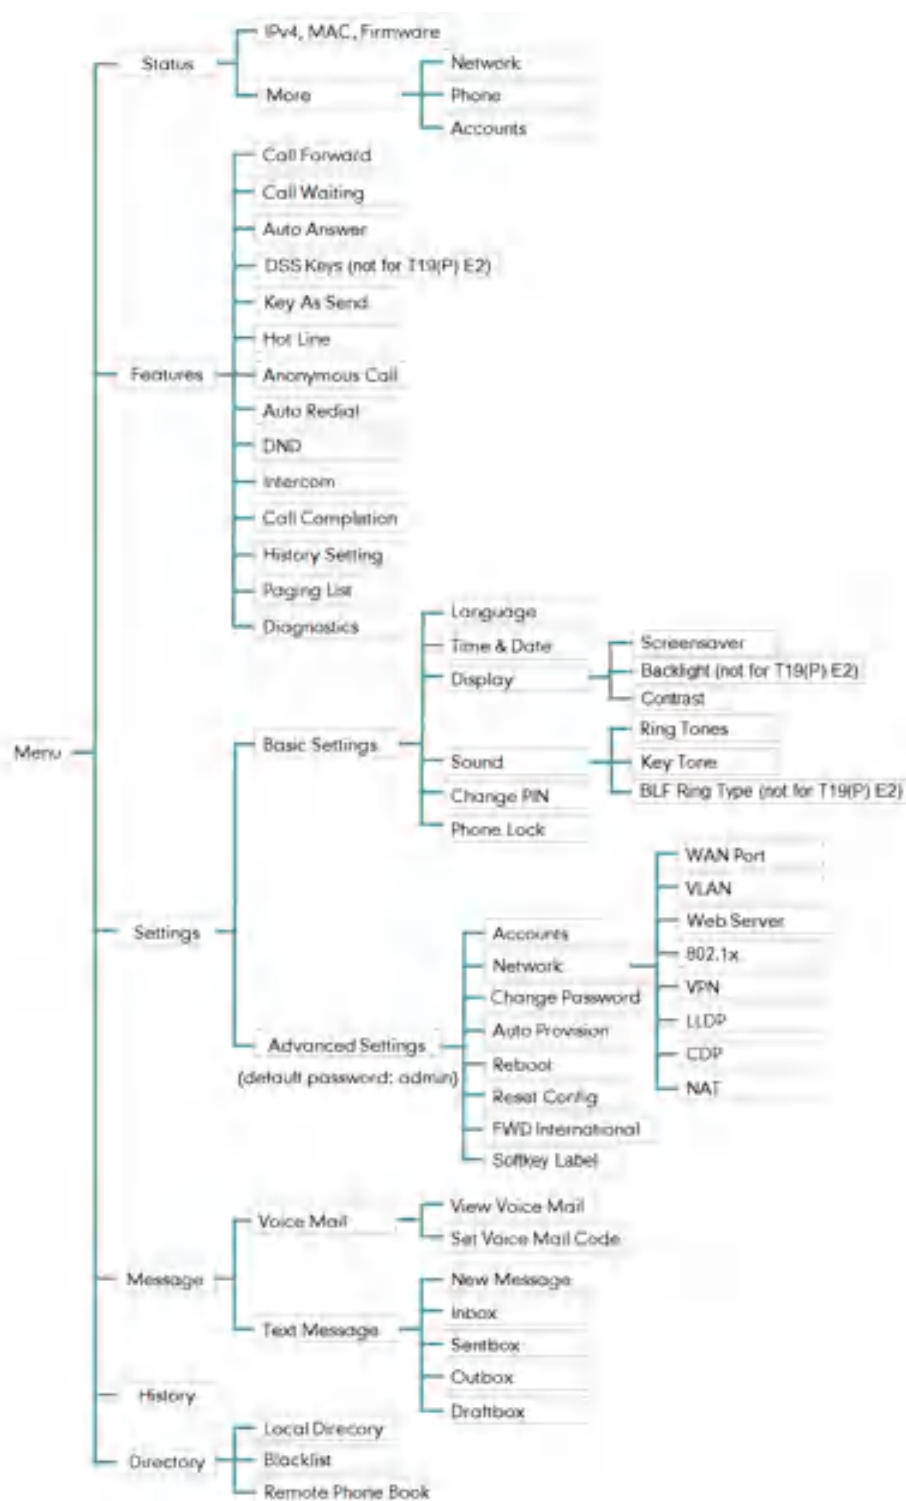 Menu
Status
IPv4, MAC, Firmware
More
Network
Phone
Accounts
Features
Call Forward
Call Waiting
Auto Answer
DSS Keys (not for T19(P) E2)
Key As Send
Hot Line
Anonymous Call
Auto Redial
DND
Intercom
Call Completion
History Setting
Paging List
Diagnostics
Settings
Basic Settings
Language
Time & Date
Display
Screensaver
Backlight (not for T19(P) E2)
Contrast
Sound
Ring Tones
Key Tone
BLF Ring Type (not for T19(P) E2)
Change PIN
Phone Lock
Advanced Settings
(default password: admin)
Accounts
Network
WAN Port
VLAN
Web Server
802.1x
VPN
LLDP
CDP
NAT
Change Password
Auto Provision
Reboot
Reset Config
FWD International
Softkey Label
Message
Voice Mail
View Voice Mail
Set Voice Mail Code
Text Message
New Message
Inbox
Sentbox
Outbox
Draftbox
History
Directory
Local Direcory
Blacklist
Remote Phone Book